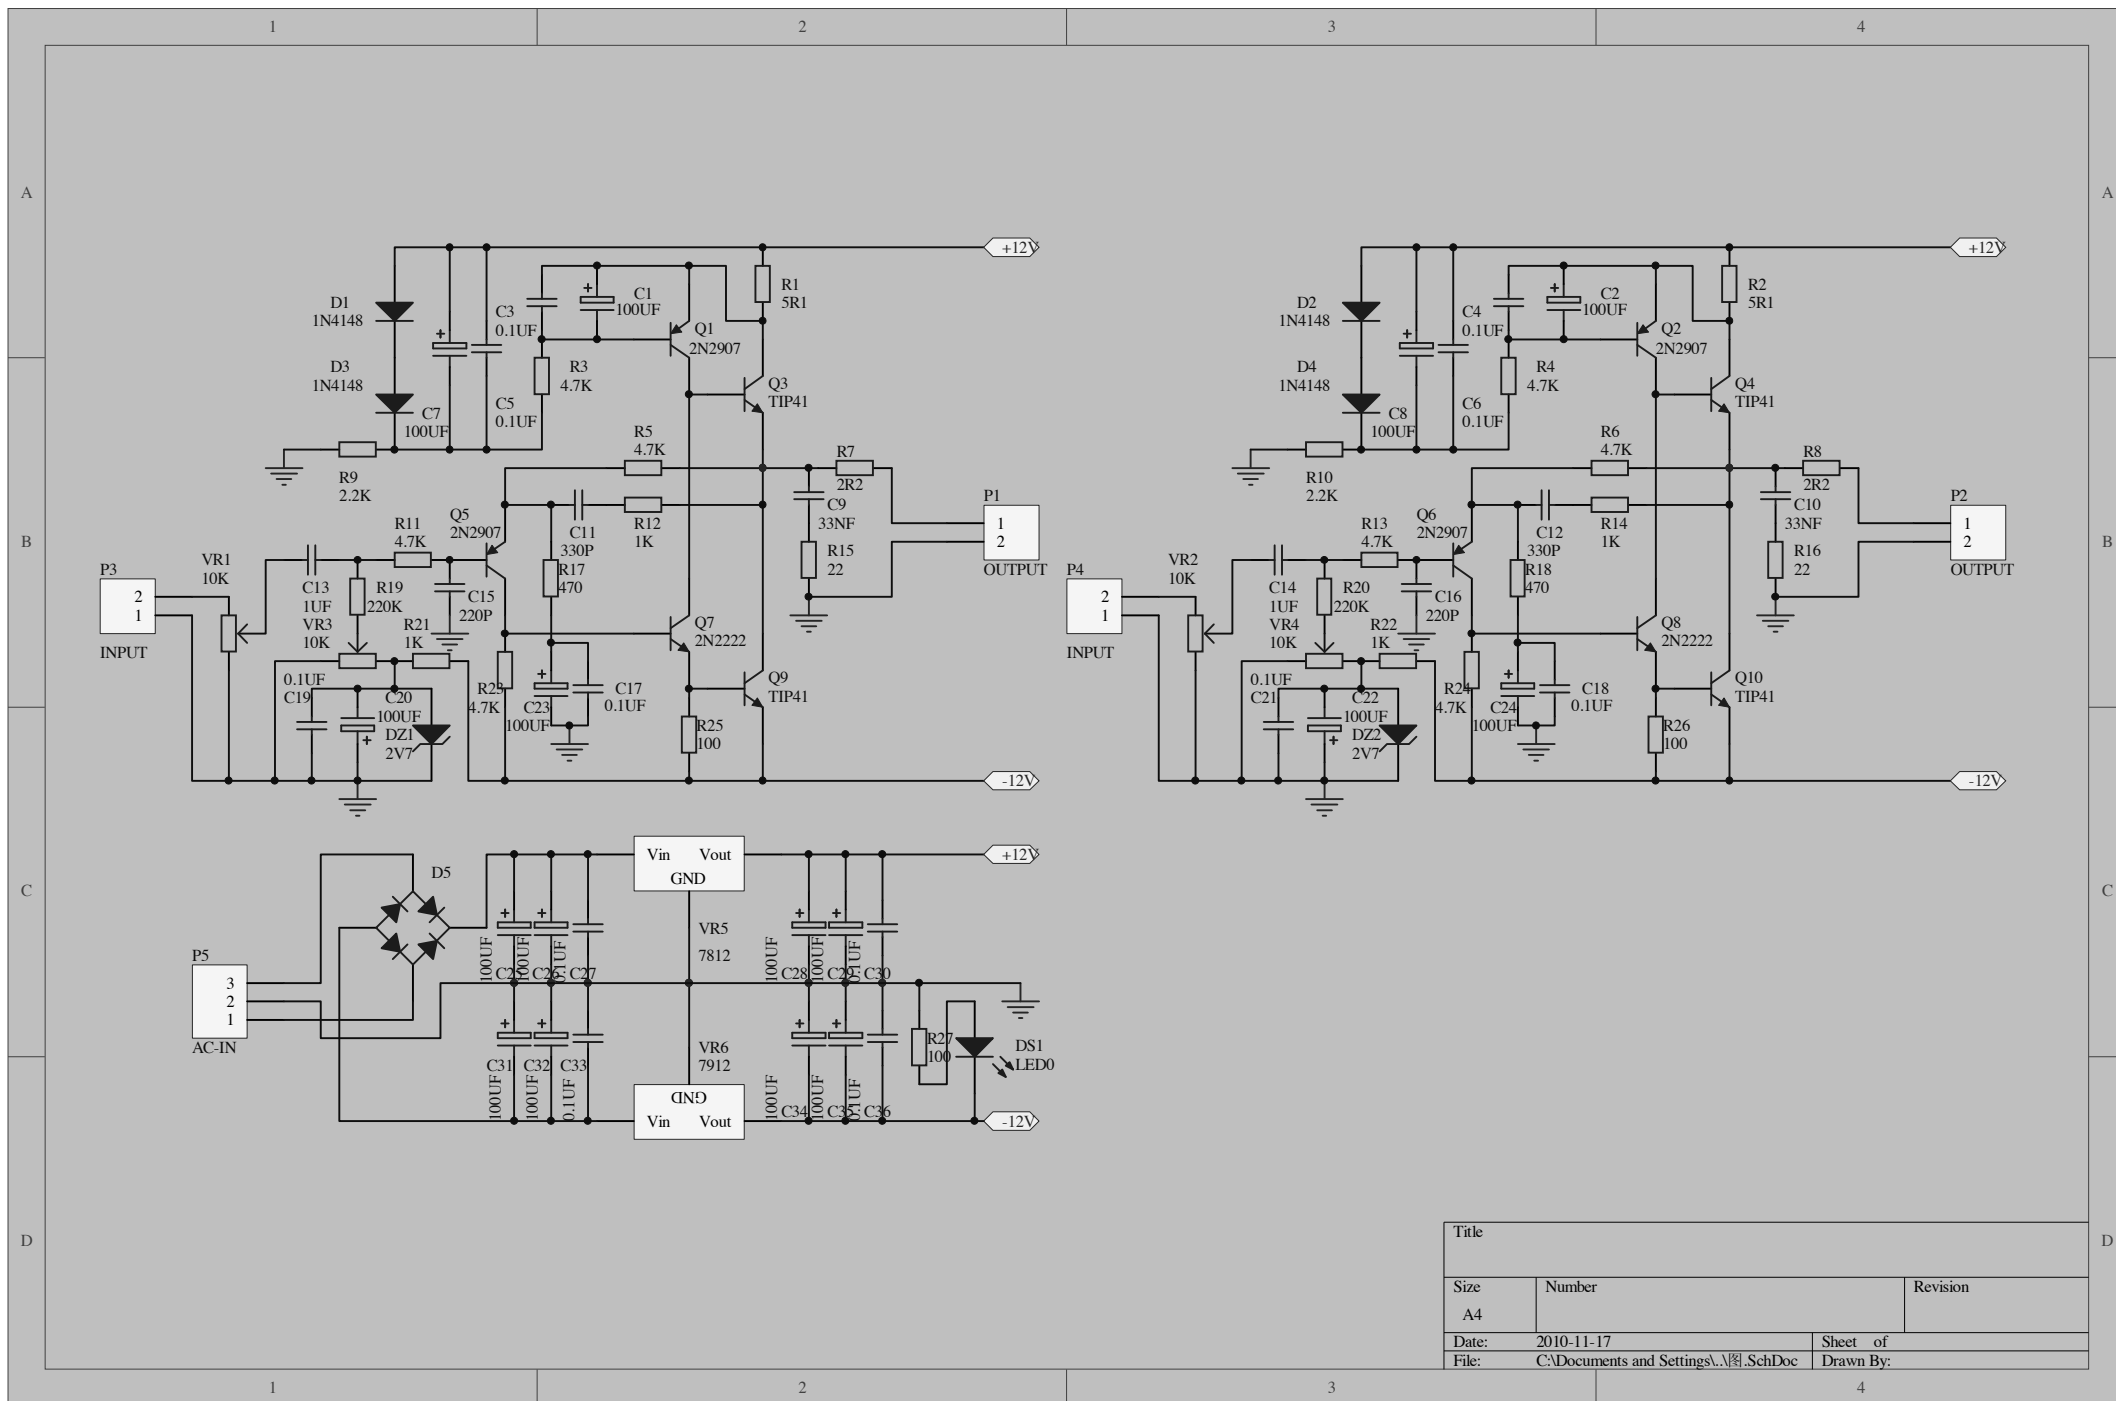 1 2 3 4
A A
+12V
R1
5R1
C1
100UF
D1
1N4148
C3
0.1UF
Q1
2N2907
D3
1N4148
R3
4.7K
Q3
TIP41
C7
100UF
C5
0.1UF
R5
4.7K
R7
2R2
R9
2.2K
C9
33NF
P1
1
2
OUTPUT
Q5
2N2907
C11
330P
R12
1K
R11
4.7K
R15
22
VR1
10K
P3
2
1
INPUT
C13
1UF
R19
220K
C15
220P
R17
470
VR3
10K
R21
1K
Q7
2N2222
0.1UF
C19
C20
100UF
DZ1
2V7
R23
4.7K
C23
100UF
C17
0.1UF
Q9
TIP41
R25
100
-12V
+12V
R2
5R1
C2
100UF
D2
1N4148
C4
0.1UF
Q2
2N2907
D4
1N4148
R4
4.7K
Q4
TIP41
C8
100UF
C6
0.1UF
R6
4.7K
R8
2R2
R10
2.2K
C10
33NF
P2
1
2
OUTPUT
Q6
2N2907
C12
330P
R14
1K
R13
4.7K
R16
22
VR2
10K
P4
2
1
INPUT
C14
1UF
R20
220K
C16
220P
R18
470
VR4
10K
R22
1K
Q8
2N2222
0.1UF
C21
C22
100UF
DZ2
2V7
R24
4.7K
C24
100UF
C18
0.1UF
Q10
TIP41
R26
100
-12V
B B
Vin Vout
GND
+12V
D5
VR5
7812
100UF
100UF
0.1UF
C25 C26 C27
100UF
100UF
0.1UF
C28 C29 C30
P5
3
2
1
AC-IN
VR6
7912
C31 C32 C33
100UF
100UF
0.1UF
100UF
100UF
0.1UF
C34 C35 C36
R27
100
DS1
LED0
GND
Vin Vout
-12V
C C
D D
Title
Size Number Revision
A4
Date: 2010-11-17 Sheet of
File: C:\Documents and Settings\..\图.SchDoc Drawn By:
1 2 3 4